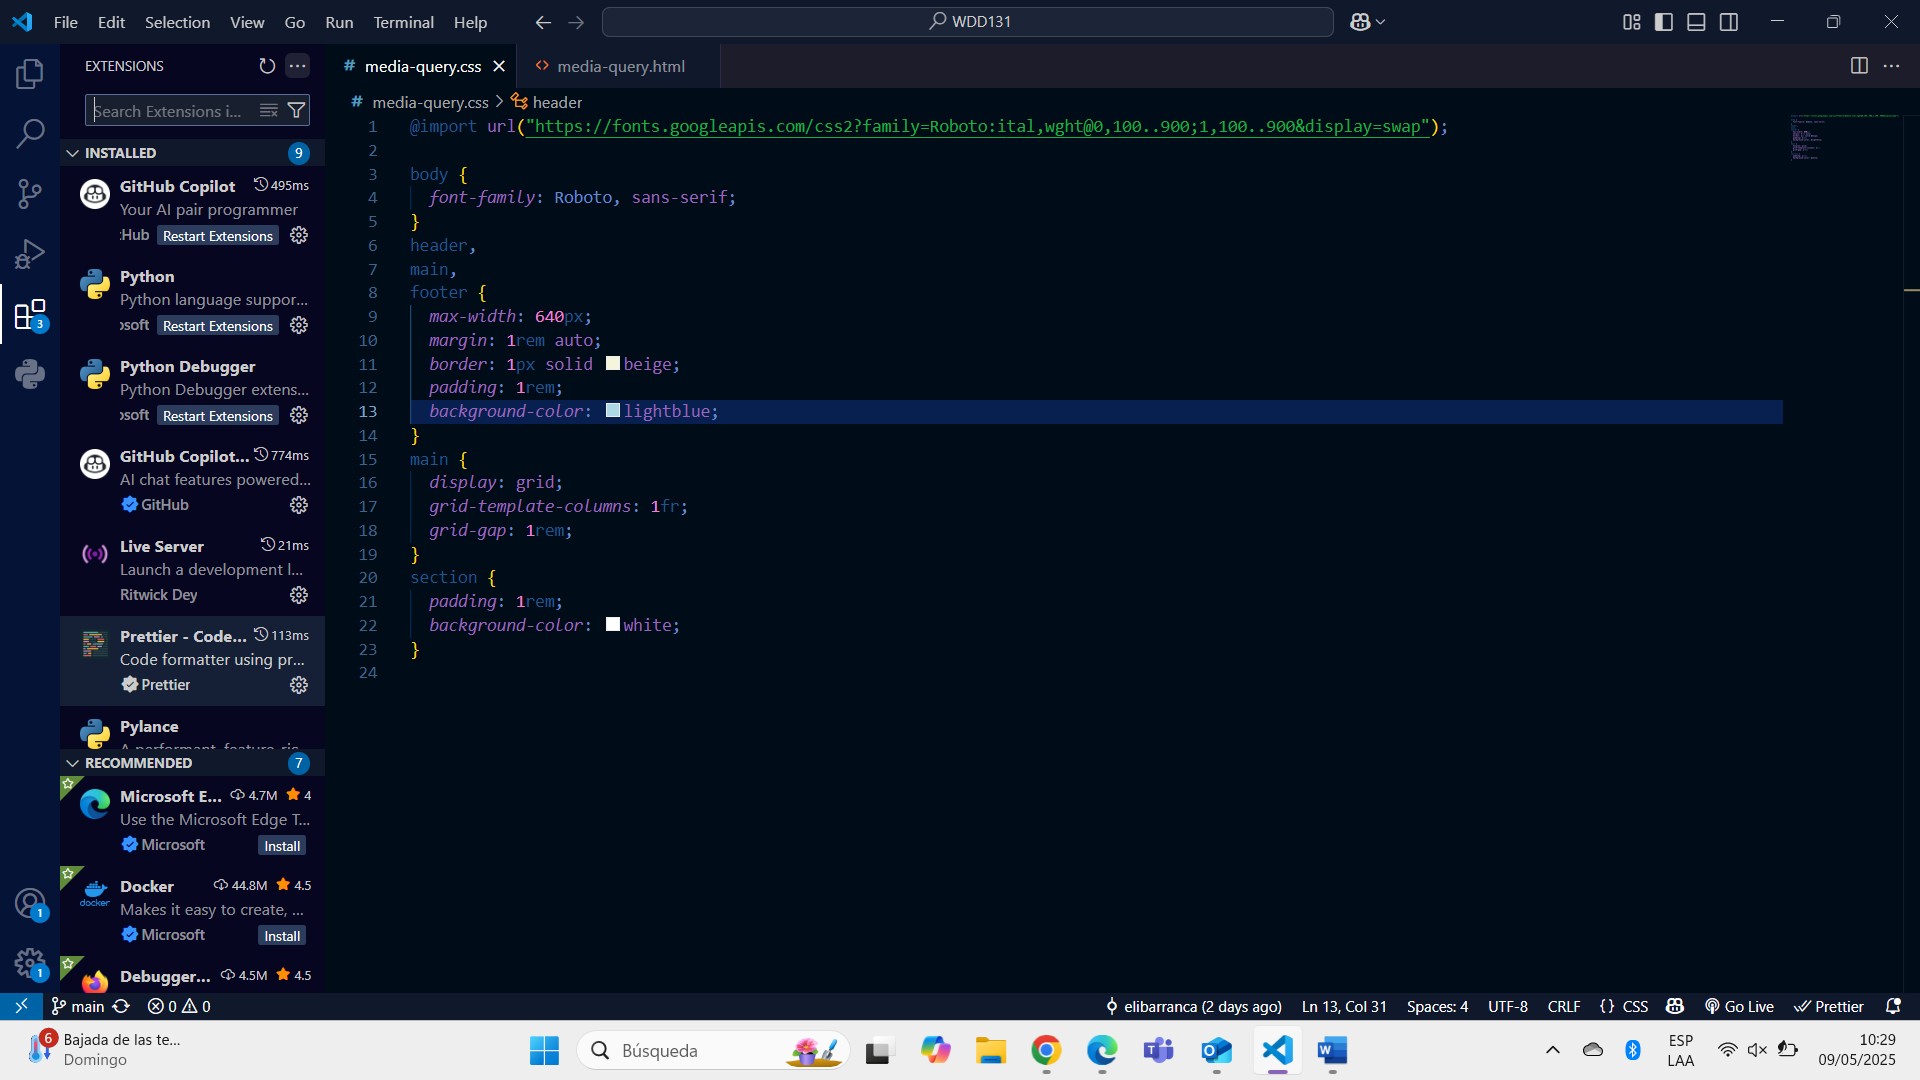 File Edit Selection View Go Run Terminal Help
WDD131
EXTENSIONS
Search Extensions i...
INSTALLED 9
GitHub Copilot 495ms
Your AI pair programmer
:Hub Restart Extensions
Python
Python language suppor...
osoft Restart Extensions
Python Debugger
Python Debugger extens...
osoft Restart Extensions
GitHub Copilot... 774ms
AI chat features powered...
GitHub
Live Server 21ms
Launch a development l...
Ritwick Dey
Prettier - Code... 113ms
Code formatter using pr...
Prettier
Pylance
RECOMMENDED 7
Microsoft E... 4.7M 4
Use the Microsoft Edge T...
Microsoft Install
Docker 44.8M 4.5
docker
Makes it easy to create, ...
Microsoft Install
Debugger... 4.5M 4.5
3
1
1
# media-query.css
<> media-query.html
# media-query.css > header
1 @import url("https://fonts.googleapis.com/css2?family=Roboto:ital,wght@0,100..900;1,100..900&display=swap");
2
3 body {
4 font-family: Roboto, sans-serif;
5 }
6 header,
7 main,
8 footer {
9 max-width: 640px;
10 margin: 1rem auto;
11 border: 1px solid beige;
12 padding: 1rem;
13 background-color: lightblue;
14 }
15 main {
16 display: grid;
17 grid-template-columns: 1fr;
18 grid-gap: 1rem;
19 }
20 section {
21 padding: 1rem;
22 background-color: white;
23 }
24
main 0 0 elibarranca (2 days ago) Ln 13, Col 31 Spaces: 4 UTF-8 CRLF {} CSS Go Live Prettier
6
Bajada de las te...
Domingo
Búsqueda
ESP
LAA
10:29
09/05/2025